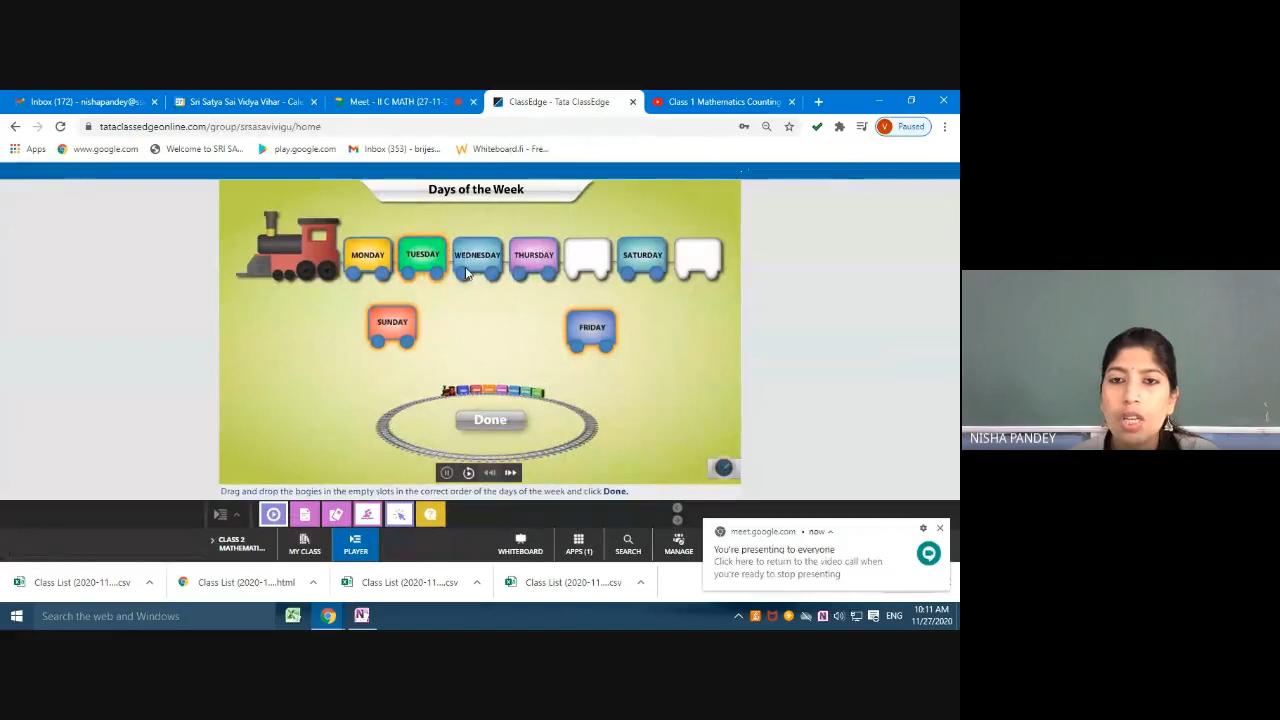 Inbox (172) - nishapandey@s
Sri Satya Sai Vidya Vihar - Cale
Meet - II C MATH (27-11-2
ClassEdge - Tata ClassEdge
Class 1 Mathematics Counting
tataclassedgeonline.com/group/srsasavivigu/home
V Paused
Apps
www.google.com
Welcome to SRI SA...
play.google.com
Inbox (353) - brijes...
Whiteboard.fi - Fre...
Days of the Week
MONDAY
TUESDAY
WEDNESDAY
THURSDAY
SATURDAY
SUNDAY
FRIDAY
Done
Drag and drop the bogies in the empty slots in the correct order of the days of the week and click Done.
NISHA PANDEY
CLASS 2
MATHEMATI...
MY CLASS
PLAYER
WHITEBOARD
APPS (1)
SEARCH
MANAGE
meet.google.com • now
You're presenting to everyone
Click here to return to the video call when
you're ready to stop presenting
Class List (2020-11....csv
Class List (2020-1....html
Class List (2020-11....csv
Class List (2020-11....csv
Search the web and Windows
ENG
10:11 AM
11/27/2020